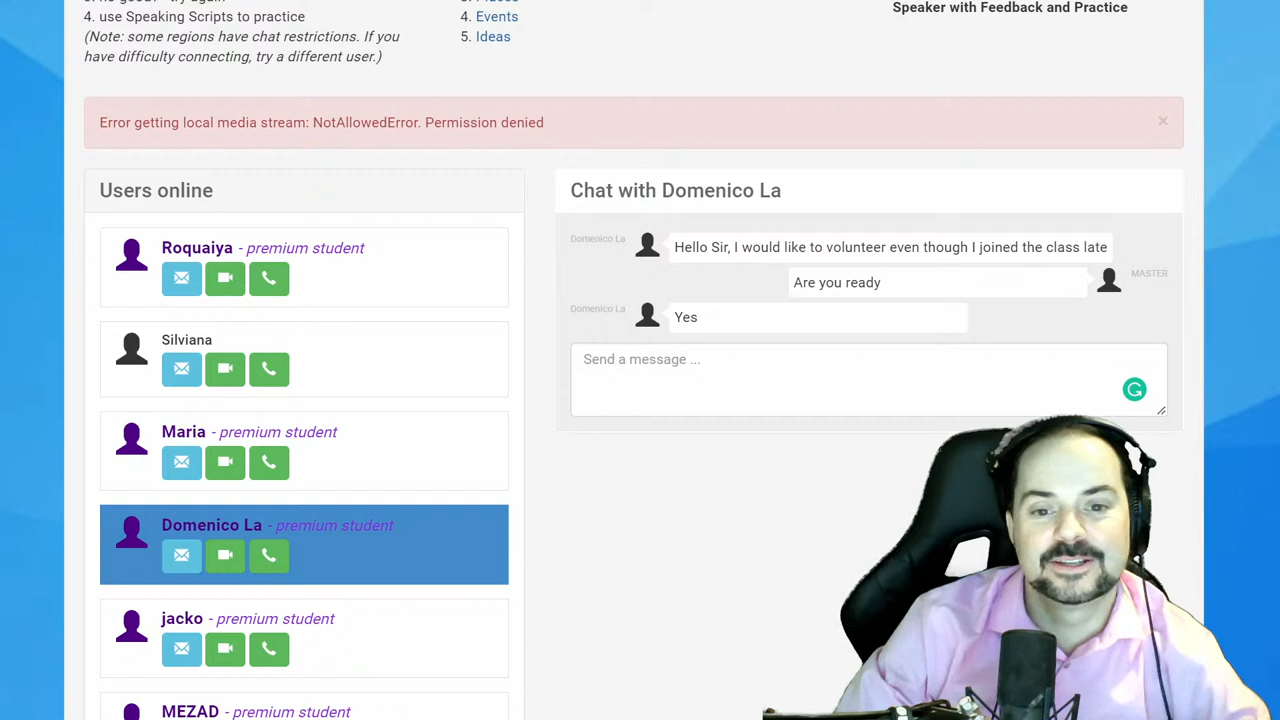 4. use Speaking Scripts to practice
(Note: some regions have chat restrictions. If you
have difficulty connecting, try a different user.)
4. Events
5. Ideas
Speaker with Feedback and Practice
Error getting local media stream: NotAllowedError. Permission denied
×
Users online
Roquaiya - premium student
Silviana
Maria - premium student
Domenico La - premium student
jacko - premium student
MEZAD - premium student
Chat with Domenico La
Domenico La
Hello Sir, I would like to volunteer even though I joined the class late
Are you ready
MASTER
Domenico La
Yes
Send a message ...